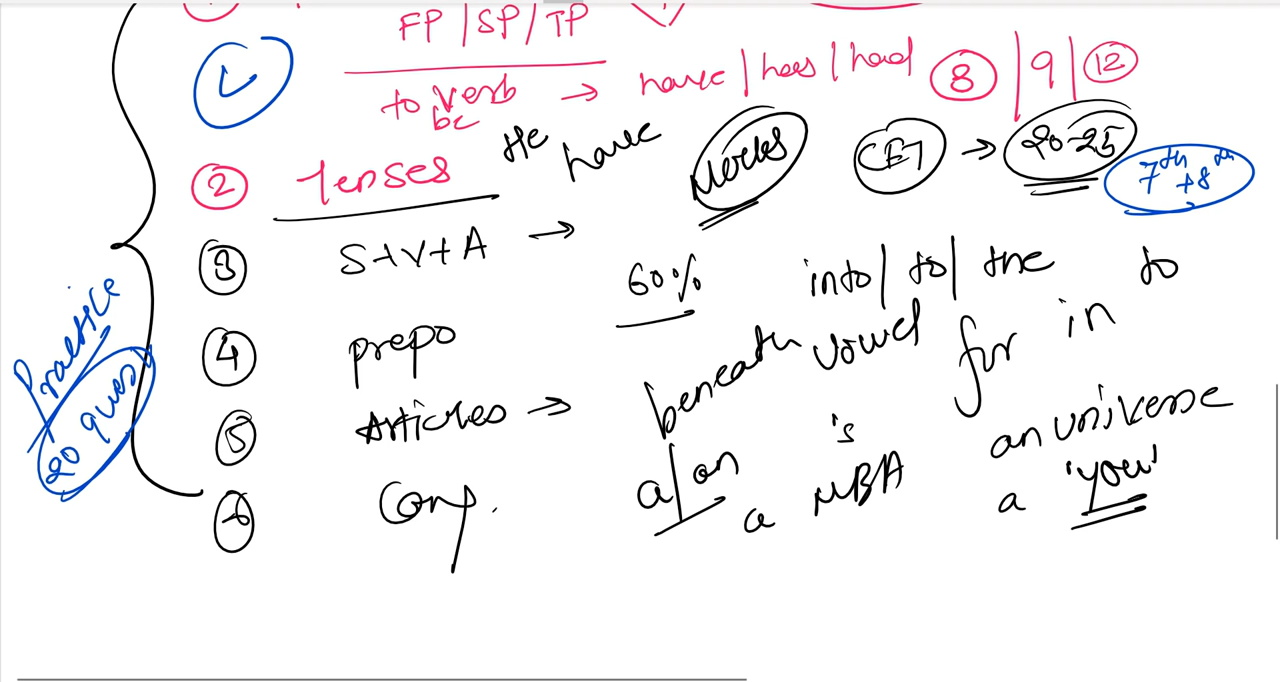 FP / SP / TP
to verb be → have / has / had 8 / 9 / 12
He have Mocks CET → 20-25
2 Tenses 7th + 8th
3 S+V+A →
60% into / to / the to
4 prepo beneath vowel for in
5 Articles → 's an universe
a / an a MBA a 'you'
6 Comp.
Practice
20 quest